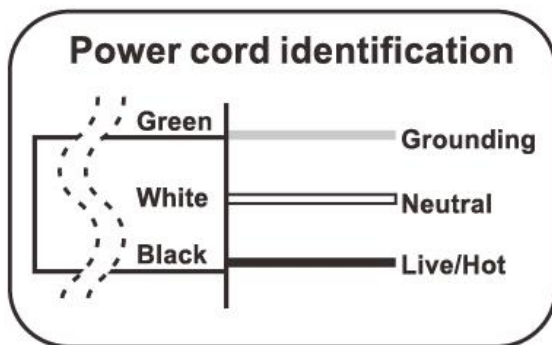 Power cord identification
Green
Grounding
White
Neutral
Black
Live/Hot